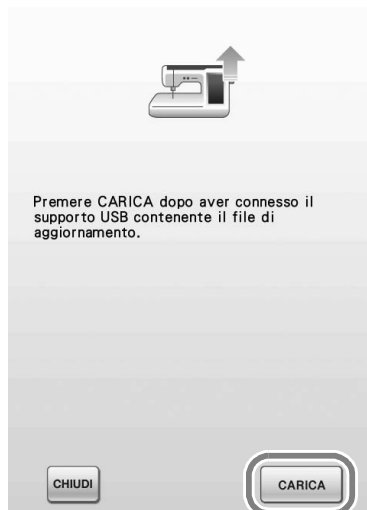 Premere CARICA dopo aver connesso il
supporto USB contenente il file di
aggiornamento.
CHIUDI
CARICA